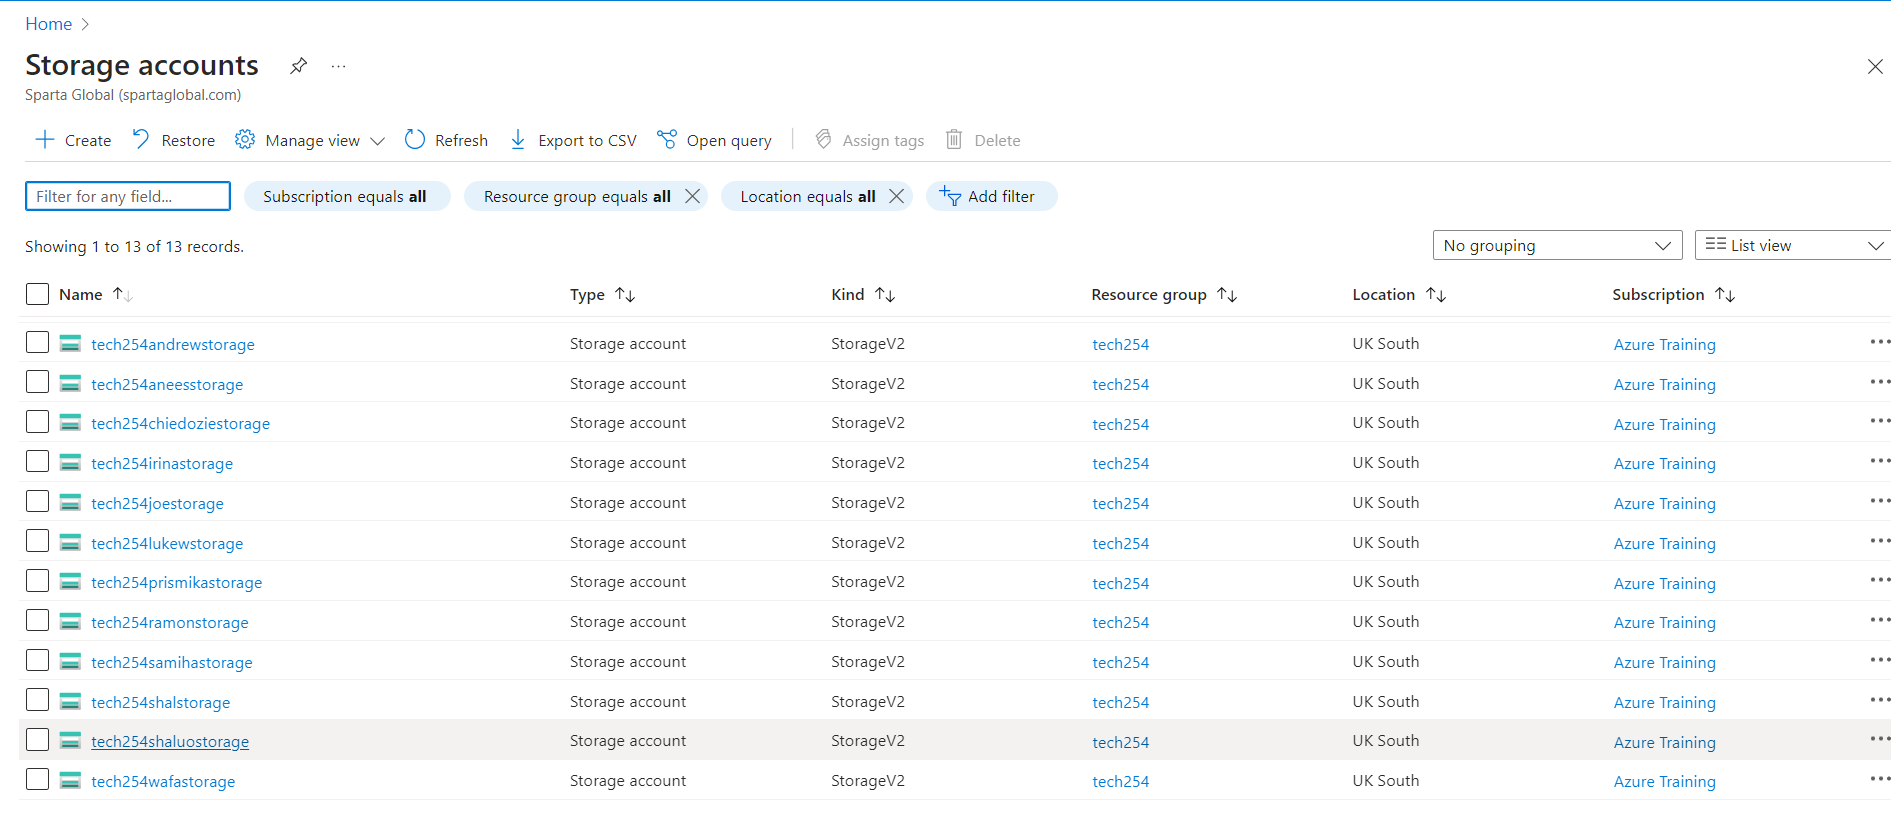 Home
Storage accounts
Sparta Global (spartaglobal.com)
Create Restore Manage view Refresh Export to CSV Open query Assign tags Delete
Filter for any field... Subscription equals all Resource group equals all Location equals all Add filter
Showing 1 to 13 of 13 records. No grouping List view
Name Type Kind Resource group Location Subscription
tech254andrewstorage Storage account StorageV2 tech254 UK South Azure Training
tech254aneesstorage Storage account StorageV2 tech254 UK South Azure Training
tech254chiedoziestorage Storage account StorageV2 tech254 UK South Azure Training
tech254irinastorage Storage account StorageV2 tech254 UK South Azure Training
tech254joestorage Storage account StorageV2 tech254 UK South Azure Training
tech254lukewstorage Storage account StorageV2 tech254 UK South Azure Training
tech254prismikastorage Storage account StorageV2 tech254 UK South Azure Training
tech254ramonstorage Storage account StorageV2 tech254 UK South Azure Training
tech254samihastorage Storage account StorageV2 tech254 UK South Azure Training
tech254shalstorage Storage account StorageV2 tech254 UK South Azure Training
tech254shaluostorage Storage account StorageV2 tech254 UK South Azure Training
tech254wafastorage Storage account StorageV2 tech254 UK South Azure Training